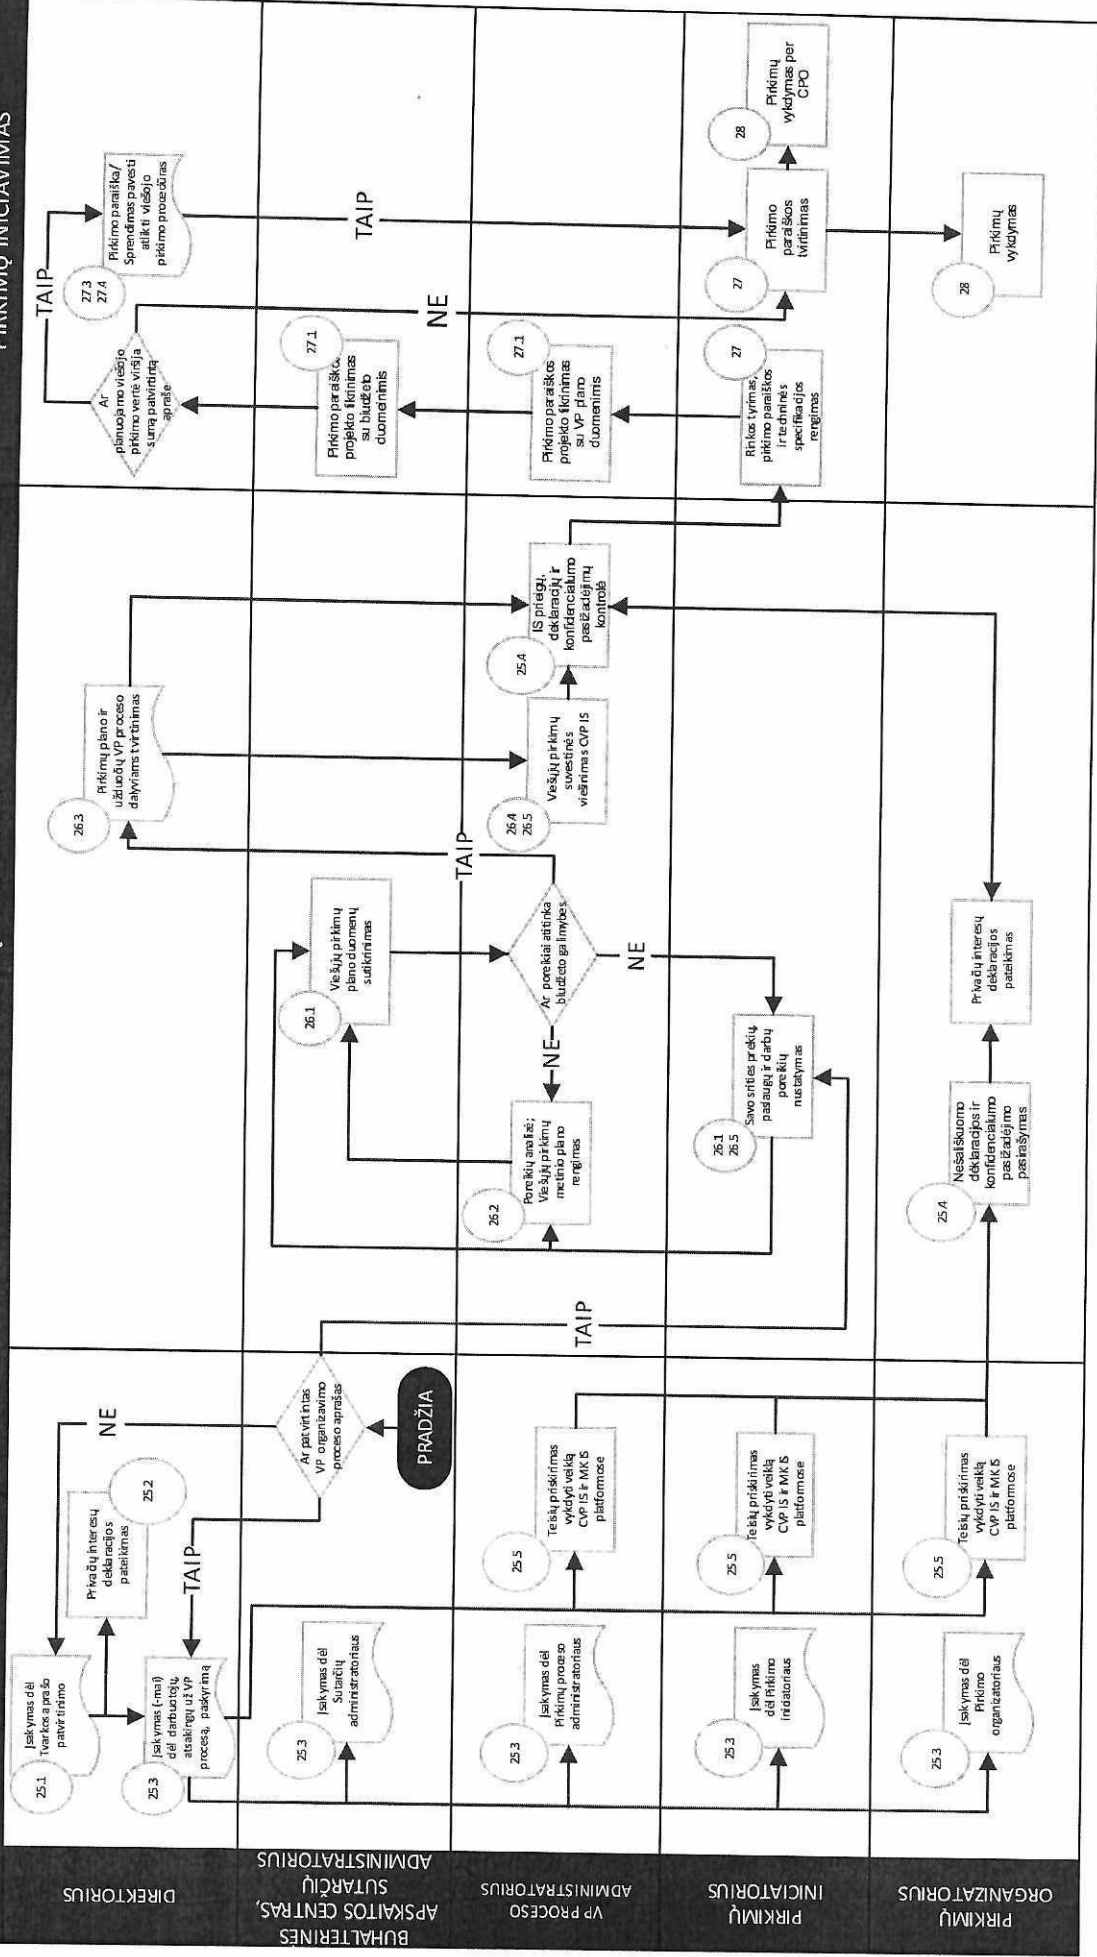 PIRKIMŲ INICIAVIMAS
DIREKTORIUS
BUHALTERINĖS
APSKAITOS CENTRAS,
SUTARČIŲ
ADMINISTRATORIUS
VP PROCESO
ADMINISTRATORIUS
PIRKIMŲ
INICIATORIUS
PIRKIMŲ
ORGANIZATORIUS
25.1
Įsakymas dėl
Tvarkos aprašo
patvirtinimo
25.2
Privačių interesų
deklaracijos
pateikimas
25.3
Įsakymas (-mai)
dėl darbuotojų,
atsakingų už VP
procesą, paskyrimą
NE
TAIP
Ar patvirtintas
VP organizavimo
proceso aprašas
PRADŽIA
TAIP
25.3
Įsakymas dėl
Sutarčių
administratoriaus
25.3
Įsakymas dėl
Pirkimų proceso
administratoriaus
25.5
Teisių priskirimas
vykdyti veiklą
CVP IS ir MK IS
platformose
25.3
Įsakymas
dėl Pirkimo
inidatoriaus
25.5
Teisių priskirimas
vykdyti veiklą
CVP IS ir MK IS
platformose
25.3
Įsakymas dėl
Pirkimo
organizatoriaus
25.5
Teisių priskirimas
vykdyti veiklą
CVP IS ir MK IS
platformose
26.3
Pirkimų plano ir
užduočių VP proceso
dalyviams tvirtinimas
26.1
Viešųjų pirkimų
plano duomenų
sutikrinimas
26.2
Poreikių analizė;
Viešųjų pirkimų
metinio plano
rengimas
NE
Ar poreikiai atitinka
biudžeto galimybes
TAIP
NE
26.4
26.5
Viešųjų pirkimų
suvestinės
viešinimas CVP IS
25.4
IS prieigų,
deklaracijų ir
konfidencialumo
pasižadėjimų
kontrolė
26.1
26.5
Savo srities prekių,
paslaugų ir darbų
poreikių
nustatymas
25.4
Nešališkuomo
deklaracijos ir
konfidencialumo
pasižadėjimo
pasirašymas
Privačių interesų
deklaracijos
pateikimas
Ar
planuojamo viešojo
pirkimo vertė viršija
sumą patvirtintą
apraše
TAIP
27.3
27.4
Pirkimo paraiška/
Sprendimas pavesti
atlikti viešojo
pirkimo procedūras
27.1
Pirkimo paraiškos
projekto tikrinimas
su biudžeto
duomeninis
NE
TAIP
27.1
Pirkimo paraiškos
projekto tikrinimas
su VP plano
duomenimis
27
Rinkos tyrimas,
pirkimo paraiškos
ir techninės
specifikacijos
rengimas
27
Pirkimo
paraiškos
tvirtinimas
28
Pirkimų
vykdymas per
CPO
28
Pirkimų
vykdymas